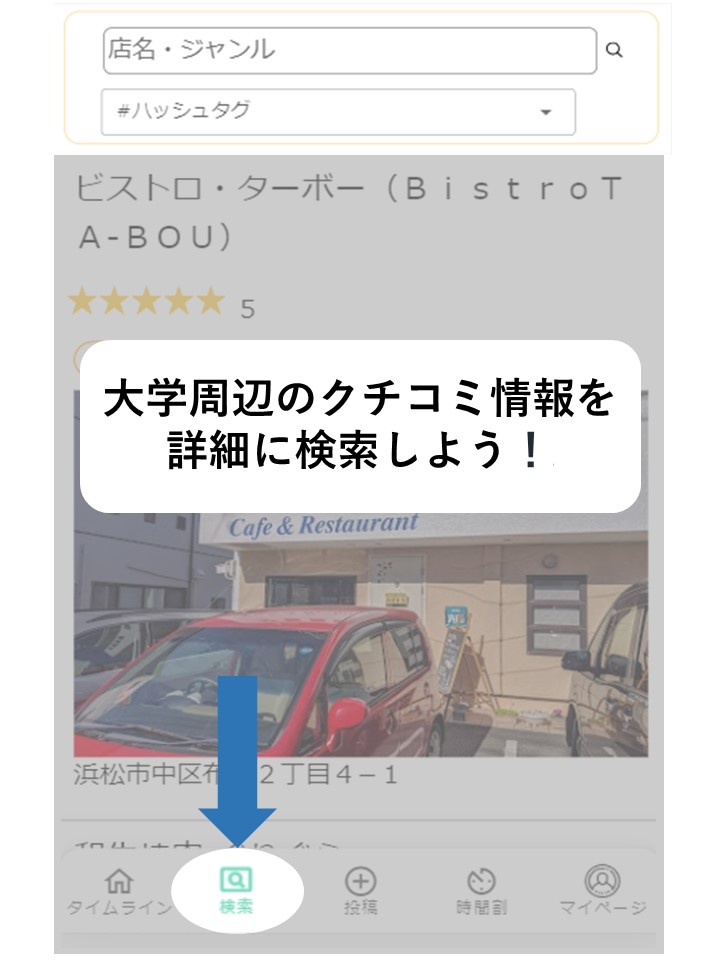 店名・ジャンル
#ハッシュタグ
ビストロ・ターボー（ＢｉｓｔｒｏＴ
Ａ-ＢＯＵ）
★★★★★ 5
大学周辺のクチコミ情報を
詳細に検索しよう！
Cafe & Restaurant
浜松市中区布 2丁目4－1
タイムライン
検索
投稿
時間割
マイページ